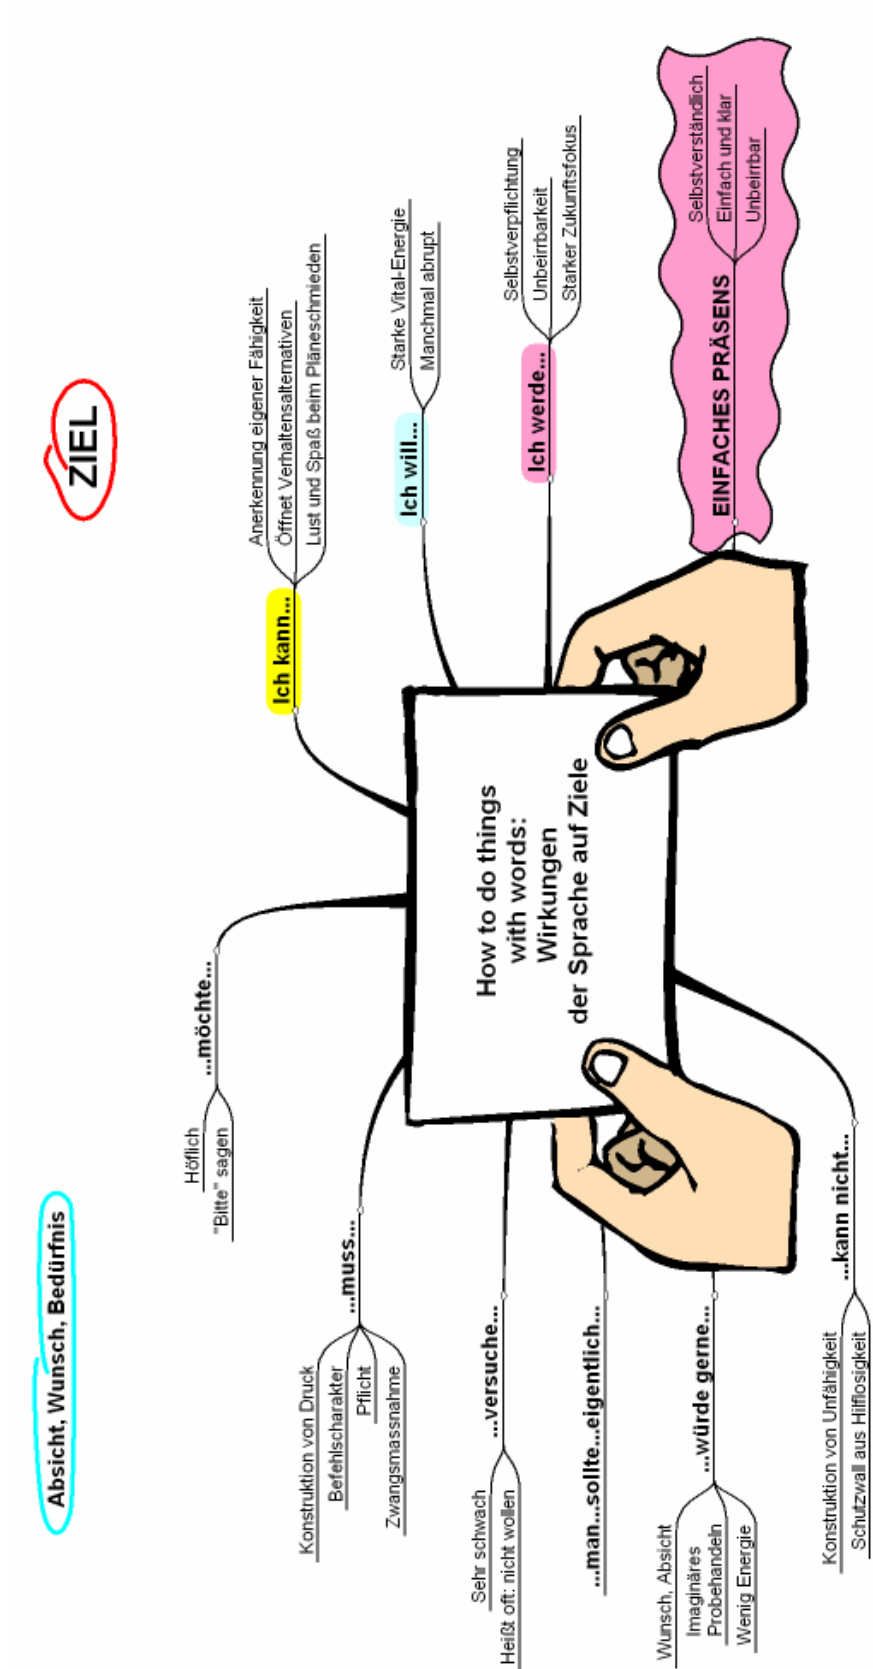 Absicht, Wunsch, Bedürfnis
ZIEL
How to do things
with words:
Wirkungen
der Sprache auf Ziele
...möchte...
Höflich
"Bitte" sagen
...muss...
Konstruktion von Druck
Befehlscharakter
Pflicht
Zwangsmassnahme
...versuche...
Sehr schwach
Heißt oft: nicht wollen
...man...sollte...eigentlich...
...würde gerne...
Wunsch, Absicht
Imaginäres
Probehandeln
Wenig Energie
...kann nicht...
Konstruktion von Unfähigkeit
Schutzwall aus Hilflosigkeit
Ich kann...
Anerkennung eigener Fähigkeit
Öffnet Verhaltensalternativen
Lust und Spaß beim Pläneschmieden
Ich will...
Starke Vital-Energie
Manchmal abrupt
Ich werde...
Selbstverpflichtung
Unbeirrbarkeit
Starker Zukunftsfokus
EINFACHES PRÄSENS
Selbstverständlich
Einfach und klar
Unbeirrbar